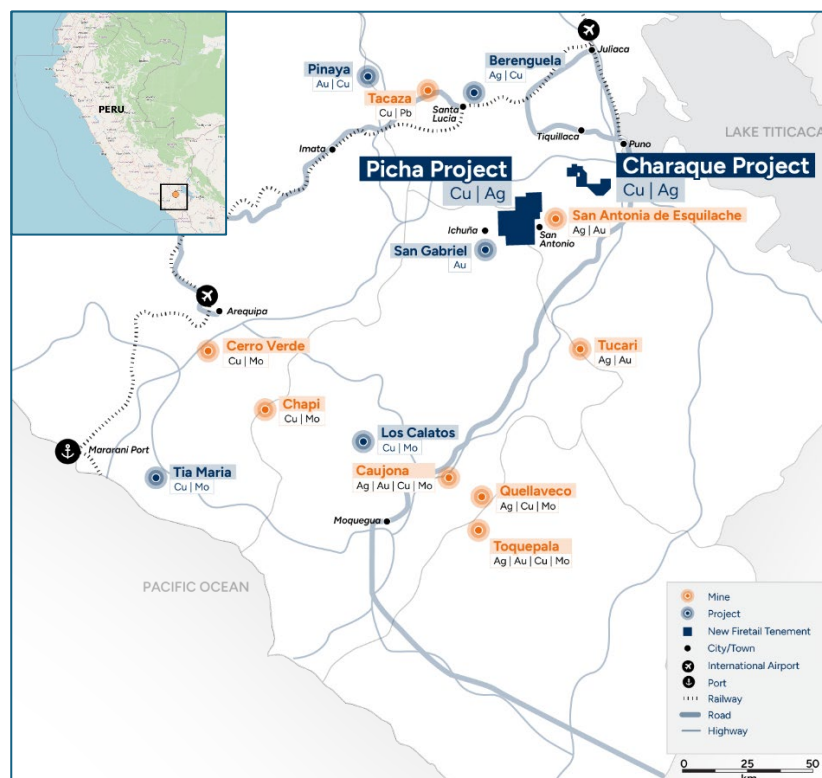 PERU
Juliaca
Pinaya
Au | Cu
Berenguela
Ag | Cu
Tacaza
Cu | Pb
Santa
Lucia
Tiquillaca
Puno
LAKE TITICACA
Imata
Picha Project
Cu | Ag
Charaque Project
Cu | Ag
San Antonia de Esquilache
Ag | Au
Ichuña
San
Antonio
San Gabriel
Au
Arequipa
Cerro Verde
Cu | Mo
Tucari
Ag | Au
Chapi
Cu | Mo
Los Calatos
Cu | Mo
Mararani Port
Tia Maria
Cu | Mo
Caujona
Ag | Au | Cu | Mo
Quellaveco
Ag | Cu | Mo
Moquegua
Toquepala
Ag | Au | Cu | Mo
PACIFIC OCEAN
Mine
Project
New Firetail Tenement
City/Town
International Airport
Port
Railway
Road
Highway
0 25 50
km